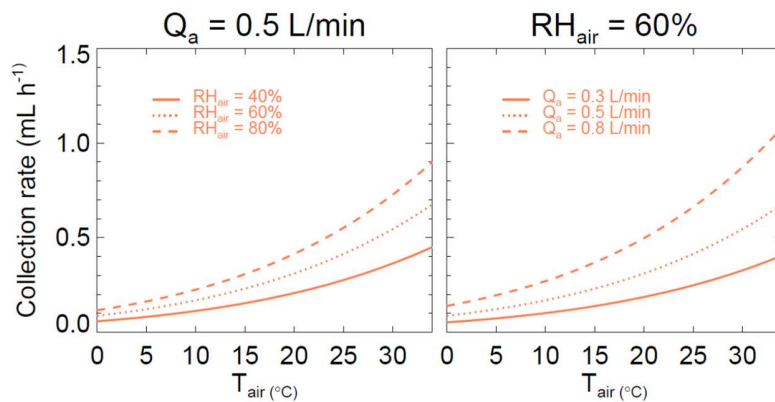 Qa = 0.5 L/min
RHair = 60%
Collection rate (mL h-1)
1.5
1.0
0.5
0.0
RHair = 40%
RHair = 60%
RHair = 80%
Qa = 0.3 L/min
Qa = 0.5 L/min
Qa = 0.8 L/min
0 5 10 15 20 25 30
0 5 10 15 20 25 30
Tair (°C)
Tair (°C)